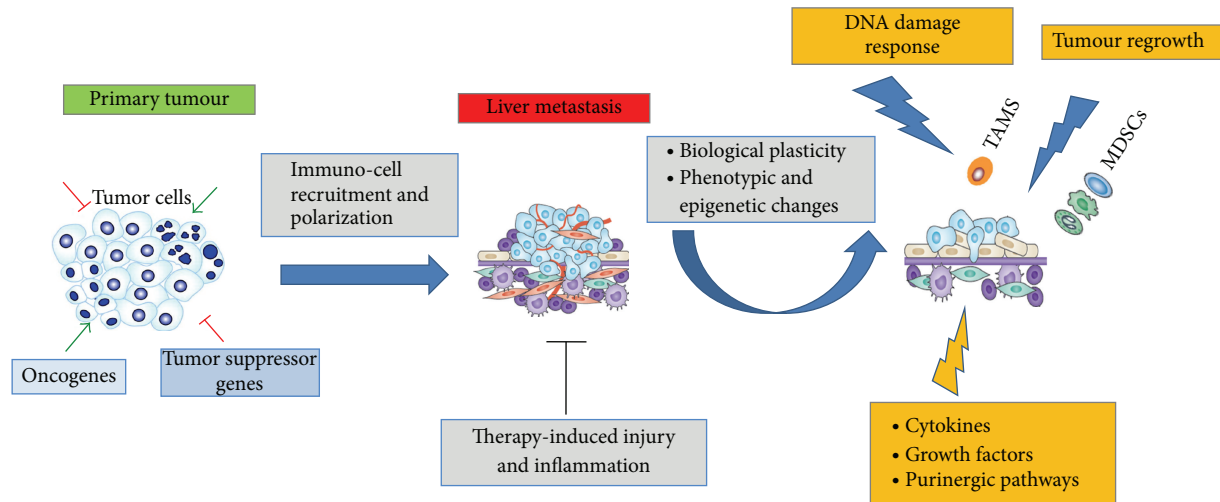 DNA damage
response
Tumour regrowth
Primary tumour
Liver metastasis
TAMS
MDSCs
Immuno-cell
recruitment and
polarization
• Biological plasticity
• Phenotypic and
epigenetic changes
Tumor cells
Oncogenes
Tumor suppressor
genes
Therapy-induced injury
and inflammation
• Cytokines
• Growth factors
• Purinergic pathways